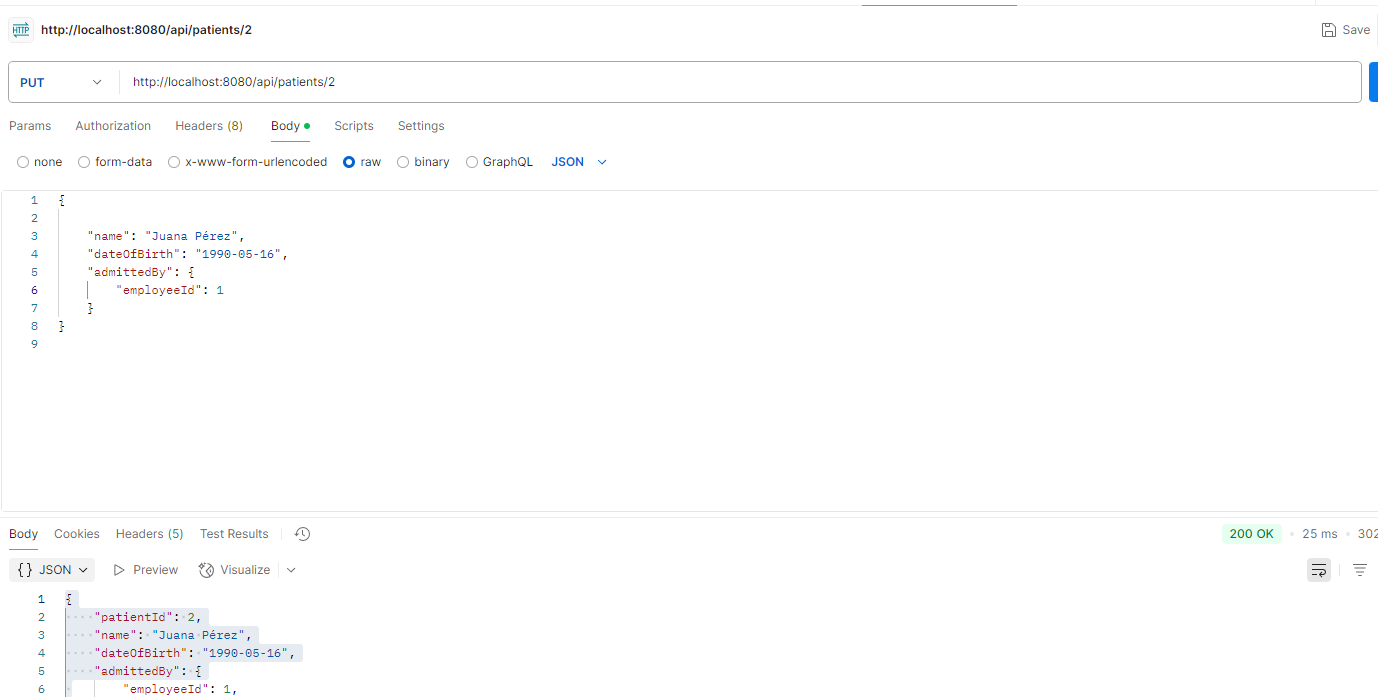 HTTP http://localhost:8080/api/patients/2 Save
PUT http://localhost:8080/api/patients/2
Params Authorization Headers (8) Body Scripts Settings
none form-data x-www-form-urlencoded raw binary GraphQL JSON
1 {
2
3 "name": "Juana Pérez",
4 "dateOfBirth": "1990-05-16",
5 "admittedBy": {
6 "employeeId": 1
7 }
8 }
9
Body Cookies Headers (5) Test Results 200 OK • 25 ms • 302
{} JSON Preview Visualize
1 {
2 "patientId": 2,
3 "name": "Juana Pérez",
4 "dateOfBirth": "1990-05-16",
5 "admittedBy": {
6 "employeeId": 1,